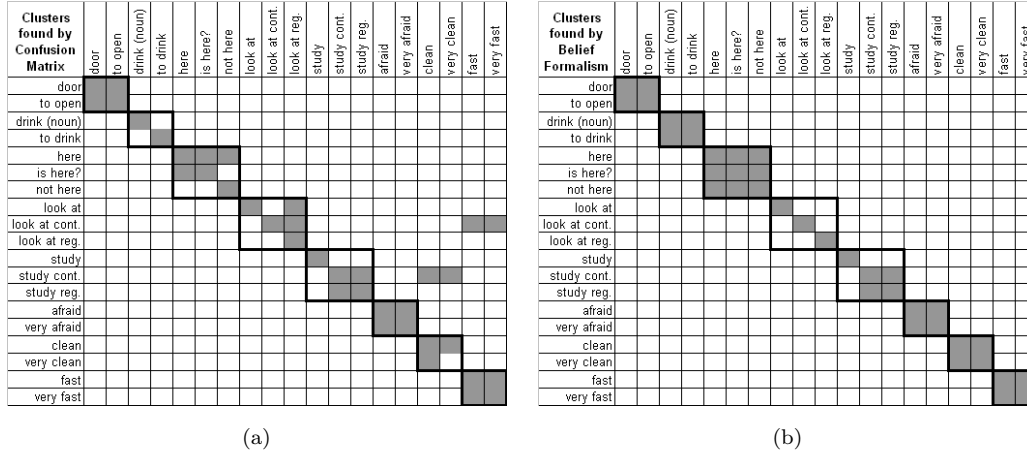 Clusters
found by
Confusion
Matrix
door
to open
drink (noun)
to drink
here
is here?
not here
look at
look at cont.
look at reg.
study
study cont.
study reg.
afraid
very afraid
clean
very clean
fast
very fast
door
to open
drink (noun)
to drink
here
is here?
not here
look at
look at cont.
look at reg.
study
study cont.
study reg.
afraid
very afraid
clean
very clean
fast
very fast
(a)
Clusters
found by
Belief
Formalism
door
to open
drink (noun)
to drink
here
is here?
not here
look at
look at cont.
look at reg.
study
study cont.
study reg.
afraid
very afraid
clean
very clean
fast
very fast
door
to open
drink (noun)
to drink
here
is here?
not here
look at
look at cont.
look at reg.
study
study cont.
study reg.
afraid
very afraid
clean
very clean
fast
very fast
(b)